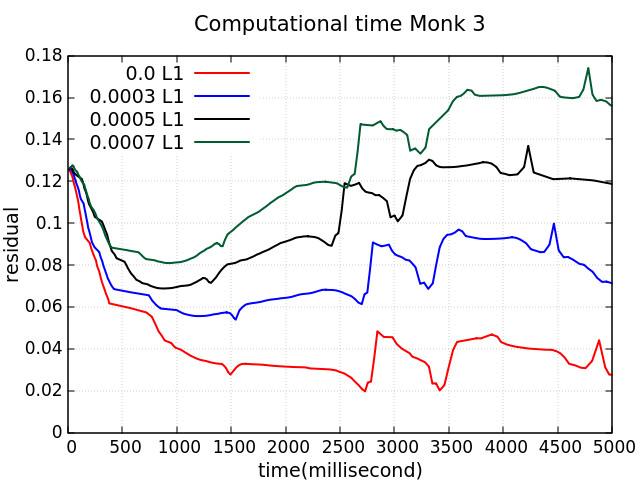 Computational time Monk 3
0.18
0.16
0.14
0.12
0.1
0.08
0.06
0.04
0.02
0
residual
0.0 L1
0.0003 L1
0.0005 L1
0.0007 L1
0 500 1000 1500 2000 2500 3000 3500 4000 4500 5000
time(millisecond)